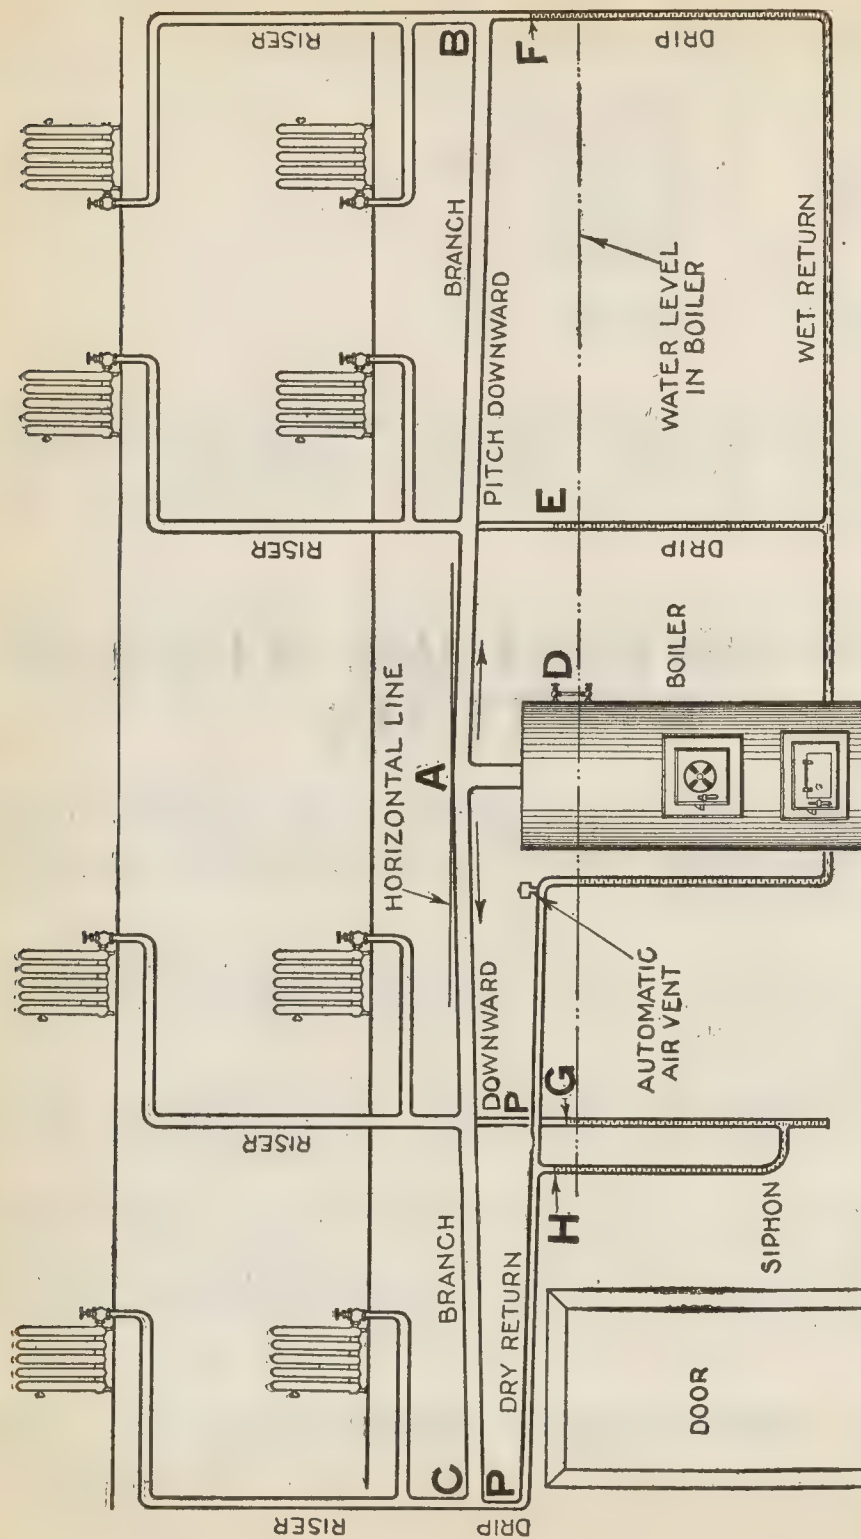 RISER
RISER
RISER
RISER
B
A
C
HORIZONTAL LINE
BRANCH
BRANCH
PITCH DOWNWARD
DOWNWARD
P
P
DRY RETURN
DRIP
F
E
D
G
H
DRIP
DRIP
WATER LEVEL
IN BOILER
BOILER
AUTOMATIC
AIR VENT
SIPHON
WET RETURN
DOOR